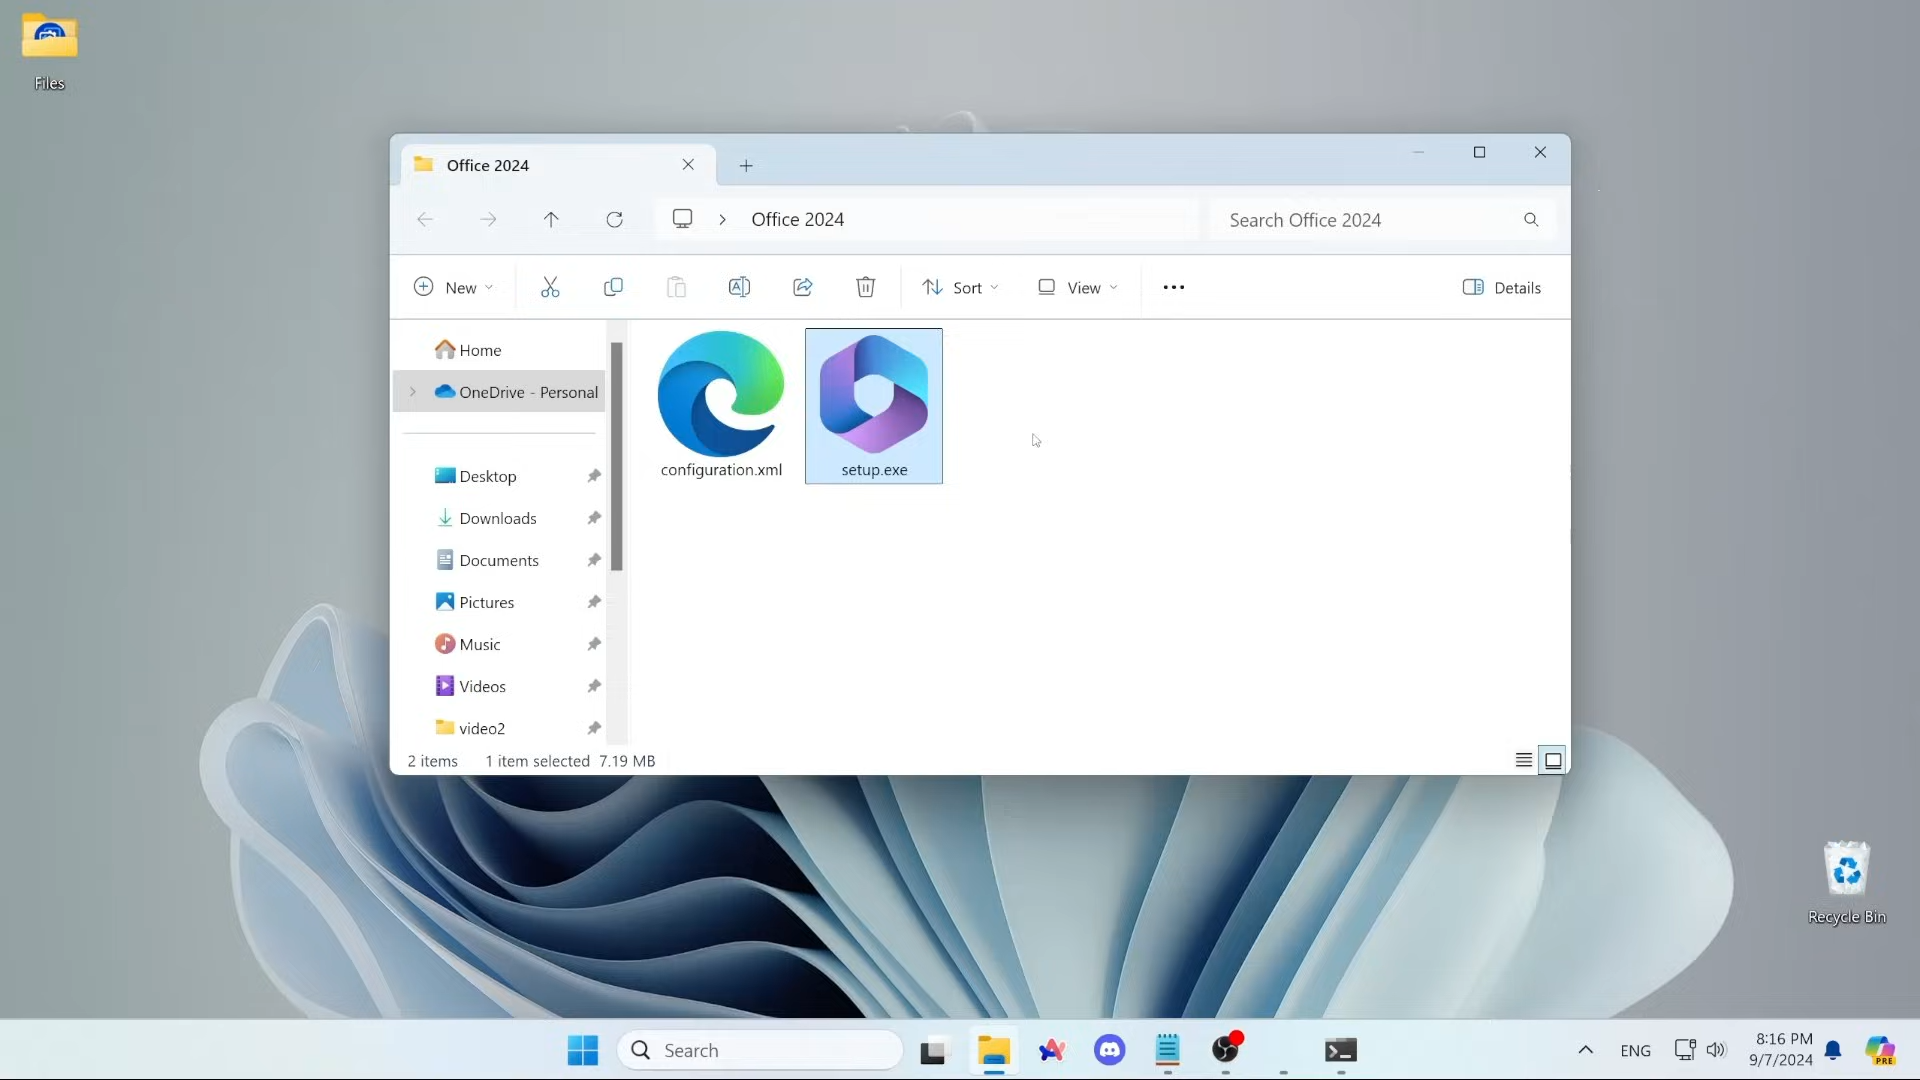 Files
Office 2024
Office 2024
Search Office 2024
New
Sort
View
Details
Home
OneDrive - Personal
Desktop
Downloads
Documents
Pictures
Music
Videos
video2
configuration.xml
setup.exe
2 items 1 item selected 7.19 MB
Recycle Bin
Search
ENG
8:16 PM
9/7/2024
PRE